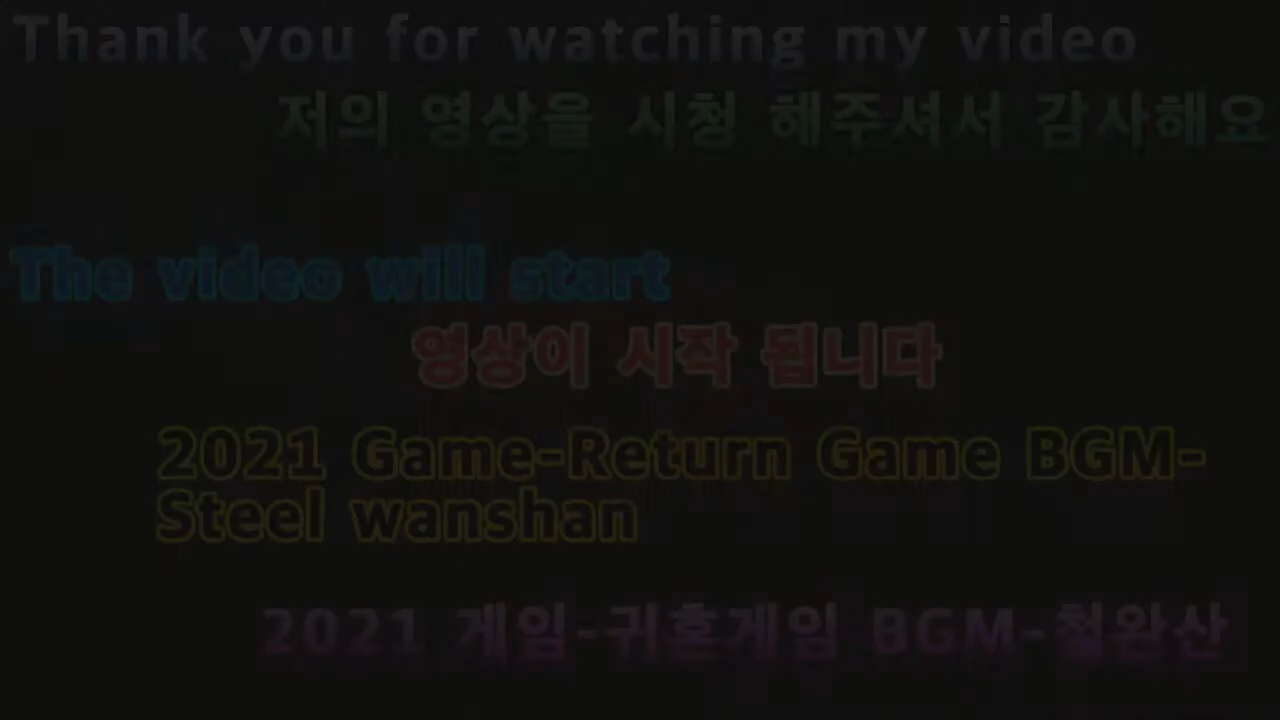 Thank you for watching my video
저의 영상을 시청 해주셔서 감사해요
The video will start
영상이 시작 됩니다
2021 Game-Return Game BGM-
Steel wanshan
2021 게임-귀혼게임 BGM-철완산